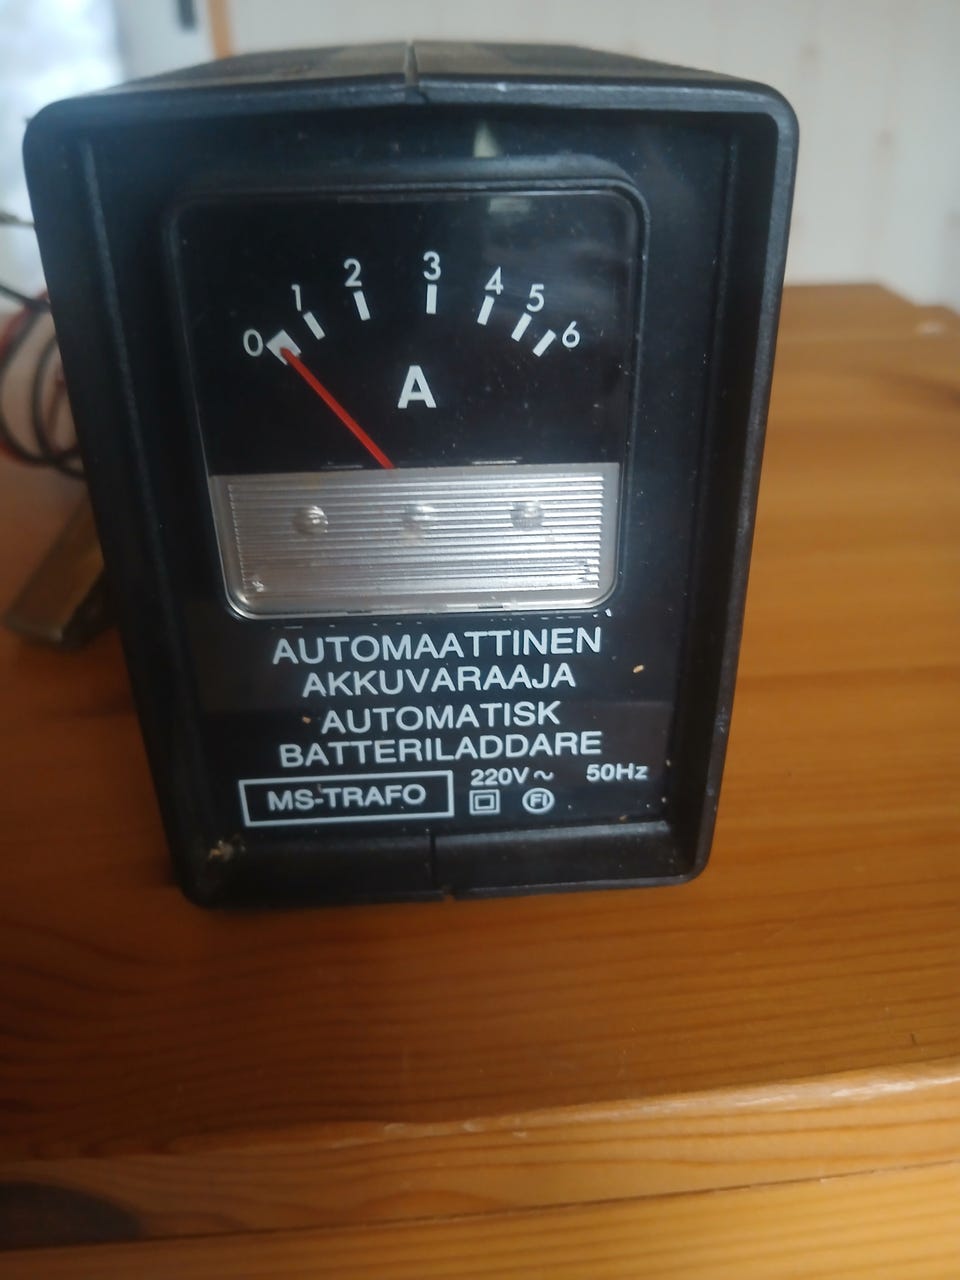 0 1 2 3 4 5 6
A
AUTOMAATTINEN
AKKUVARAAJA
AUTOMATISK
BATTERILADDARE
MS-TRAFO 220V~ 50Hz
FI